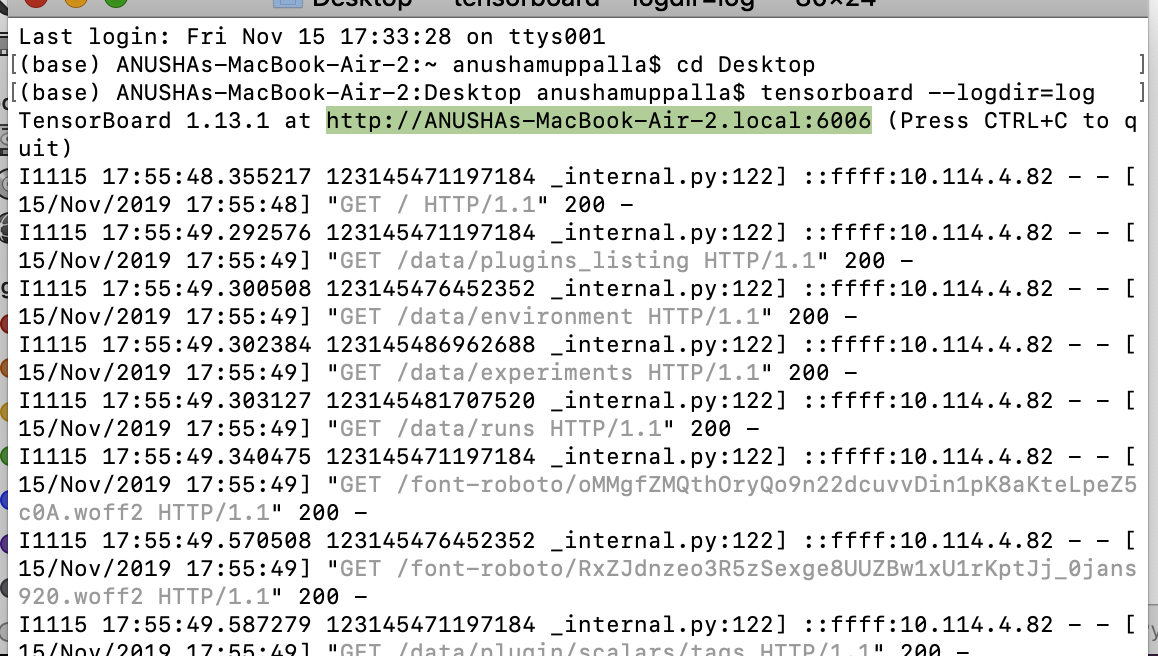 Desktop — tensorboard --logdir=log — 80×24
Last login: Fri Nov 15 17:33:28 on ttys001
[(base) ANUSHAs-MacBook-Air-2:~ anushamuppalla$ cd Desktop ]
[(base) ANUSHAs-MacBook-Air-2:Desktop anushamuppalla$ tensorboard --logdir=log ]
TensorBoard 1.13.1 at http://ANUSHAs-MacBook-Air-2.local:6006 (Press CTRL+C to q
uit)
I1115 17:55:48.355217 123145471197184 _internal.py:122] ::ffff:10.114.4.82 - - [
15/Nov/2019 17:55:48] "GET / HTTP/1.1" 200 -
I1115 17:55:49.292576 123145471197184 _internal.py:122] ::ffff:10.114.4.82 - - [
15/Nov/2019 17:55:49] "GET /data/plugins_listing HTTP/1.1" 200 -
I1115 17:55:49.300508 123145476452352 _internal.py:122] ::ffff:10.114.4.82 - - [
15/Nov/2019 17:55:49] "GET /data/environment HTTP/1.1" 200 -
I1115 17:55:49.302384 123145486962688 _internal.py:122] ::ffff:10.114.4.82 - - [
15/Nov/2019 17:55:49] "GET /data/experiments HTTP/1.1" 200 -
I1115 17:55:49.303127 123145481707520 _internal.py:122] ::ffff:10.114.4.82 - - [
15/Nov/2019 17:55:49] "GET /data/runs HTTP/1.1" 200 -
I1115 17:55:49.340475 123145471197184 _internal.py:122] ::ffff:10.114.4.82 - - [
15/Nov/2019 17:55:49] "GET /font-roboto/oMMgfZMQthOryQo9n22dcuvvDin1pK8aKteLpeZ5
c0A.woff2 HTTP/1.1" 200 -
I1115 17:55:49.570508 123145476452352 _internal.py:122] ::ffff:10.114.4.82 - - [
15/Nov/2019 17:55:49] "GET /font-roboto/RxZJdnzeo3R5zSexge8UUZBw1xU1rKptJj_0jans
920.woff2 HTTP/1.1" 200 -
I1115 17:55:49.587279 123145471197184 _internal.py:122] ::ffff:10.114.4.82 - - [
15/Nov/2019 17:55:49] "GET /data/plugin/scalars/tags HTTP/1.1" 200 -